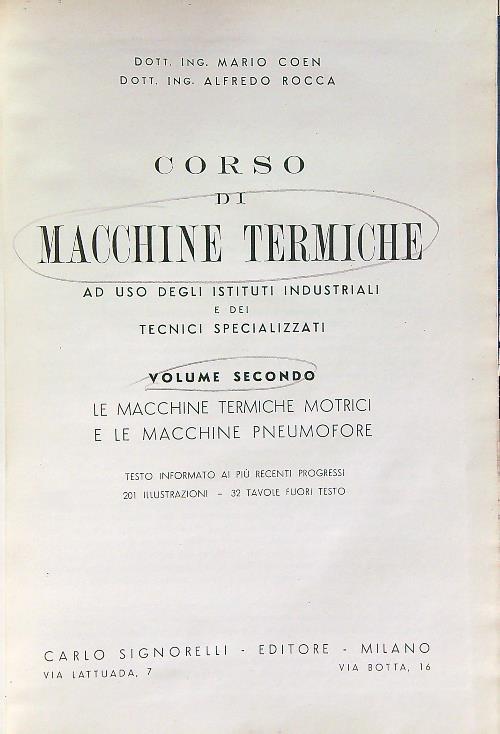 DOTT. ING. MARIO COEN
DOTT. ING. ALFREDO ROCCA
CORSO
DI
MACCHINE TERMICHE
AD USO DEGLI ISTITUTI INDUSTRIALI
E DEI
TECNICI SPECIALIZZATI
VOLUME SECONDO
LE MACCHINE TERMICHE MOTRICI
E LE MACCHINE PNEUMOFORE
TESTO INFORMATO AI PIÙ RECENTI PROGRESSI
201 ILLUSTRAZIONI – 32 TAVOLE FUORI TESTO
CARLO SIGNORELLI - EDITORE - MILANO
VIA LATTUADA, 7 VIA BOTTA, 16